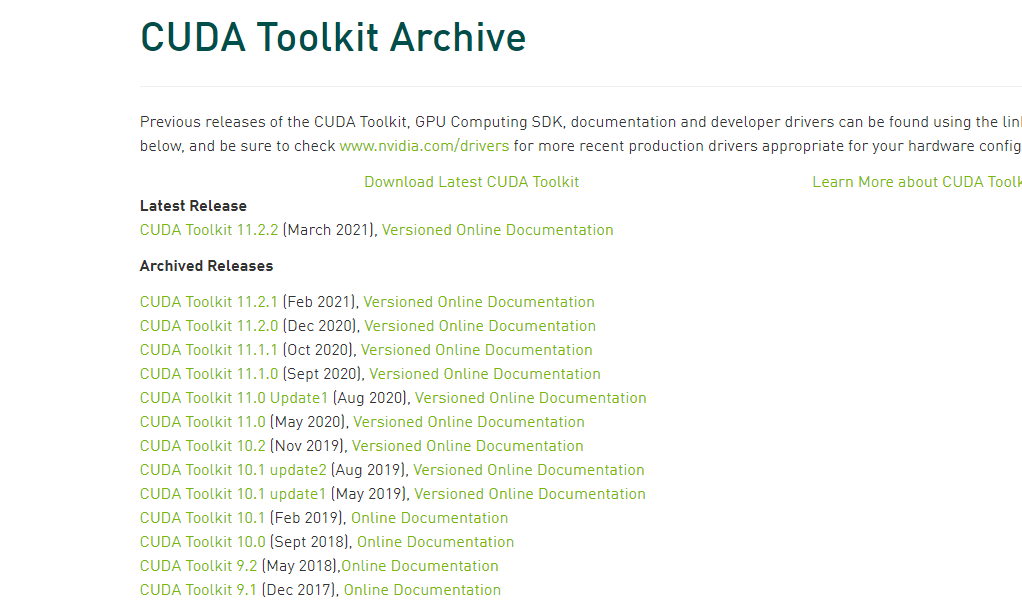 CUDA Toolkit Archive
Previous releases of the CUDA Toolkit, GPU Computing SDK, documentation and developer drivers can be found using the
below, and be sure to check www.nvidia.com/drivers for more recent production drivers appropriate for your hardware
Download Latest CUDA Toolkit Learn More about CUDA
Latest Release
CUDA Toolkit 11.2.2 (March 2021), Versioned Online Documentation
Archived Releases
CUDA Toolkit 11.2.1 (Feb 2021), Versioned Online Documentation
CUDA Toolkit 11.2.0 (Dec 2020), Versioned Online Documentation
CUDA Toolkit 11.1.1 (Oct 2020), Versioned Online Documentation
CUDA Toolkit 11.1.0 (Sept 2020), Versioned Online Documentation
CUDA Toolkit 11.0 Update1 (Aug 2020), Versioned Online Documentation
CUDA Toolkit 11.0 (May 2020), Versioned Online Documentation
CUDA Toolkit 10.2 (Nov 2019), Versioned Online Documentation
CUDA Toolkit 10.1 update2 (Aug 2019), Versioned Online Documentation
CUDA Toolkit 10.1 update1 (May 2019), Versioned Online Documentation
CUDA Toolkit 10.1 (Feb 2019), Online Documentation
CUDA Toolkit 10.0 (Sept 2018), Online Documentation
CUDA Toolkit 9.2 (May 2018),Online Documentation
CUDA Toolkit 9.1 (Dec 2017), Online Documentation